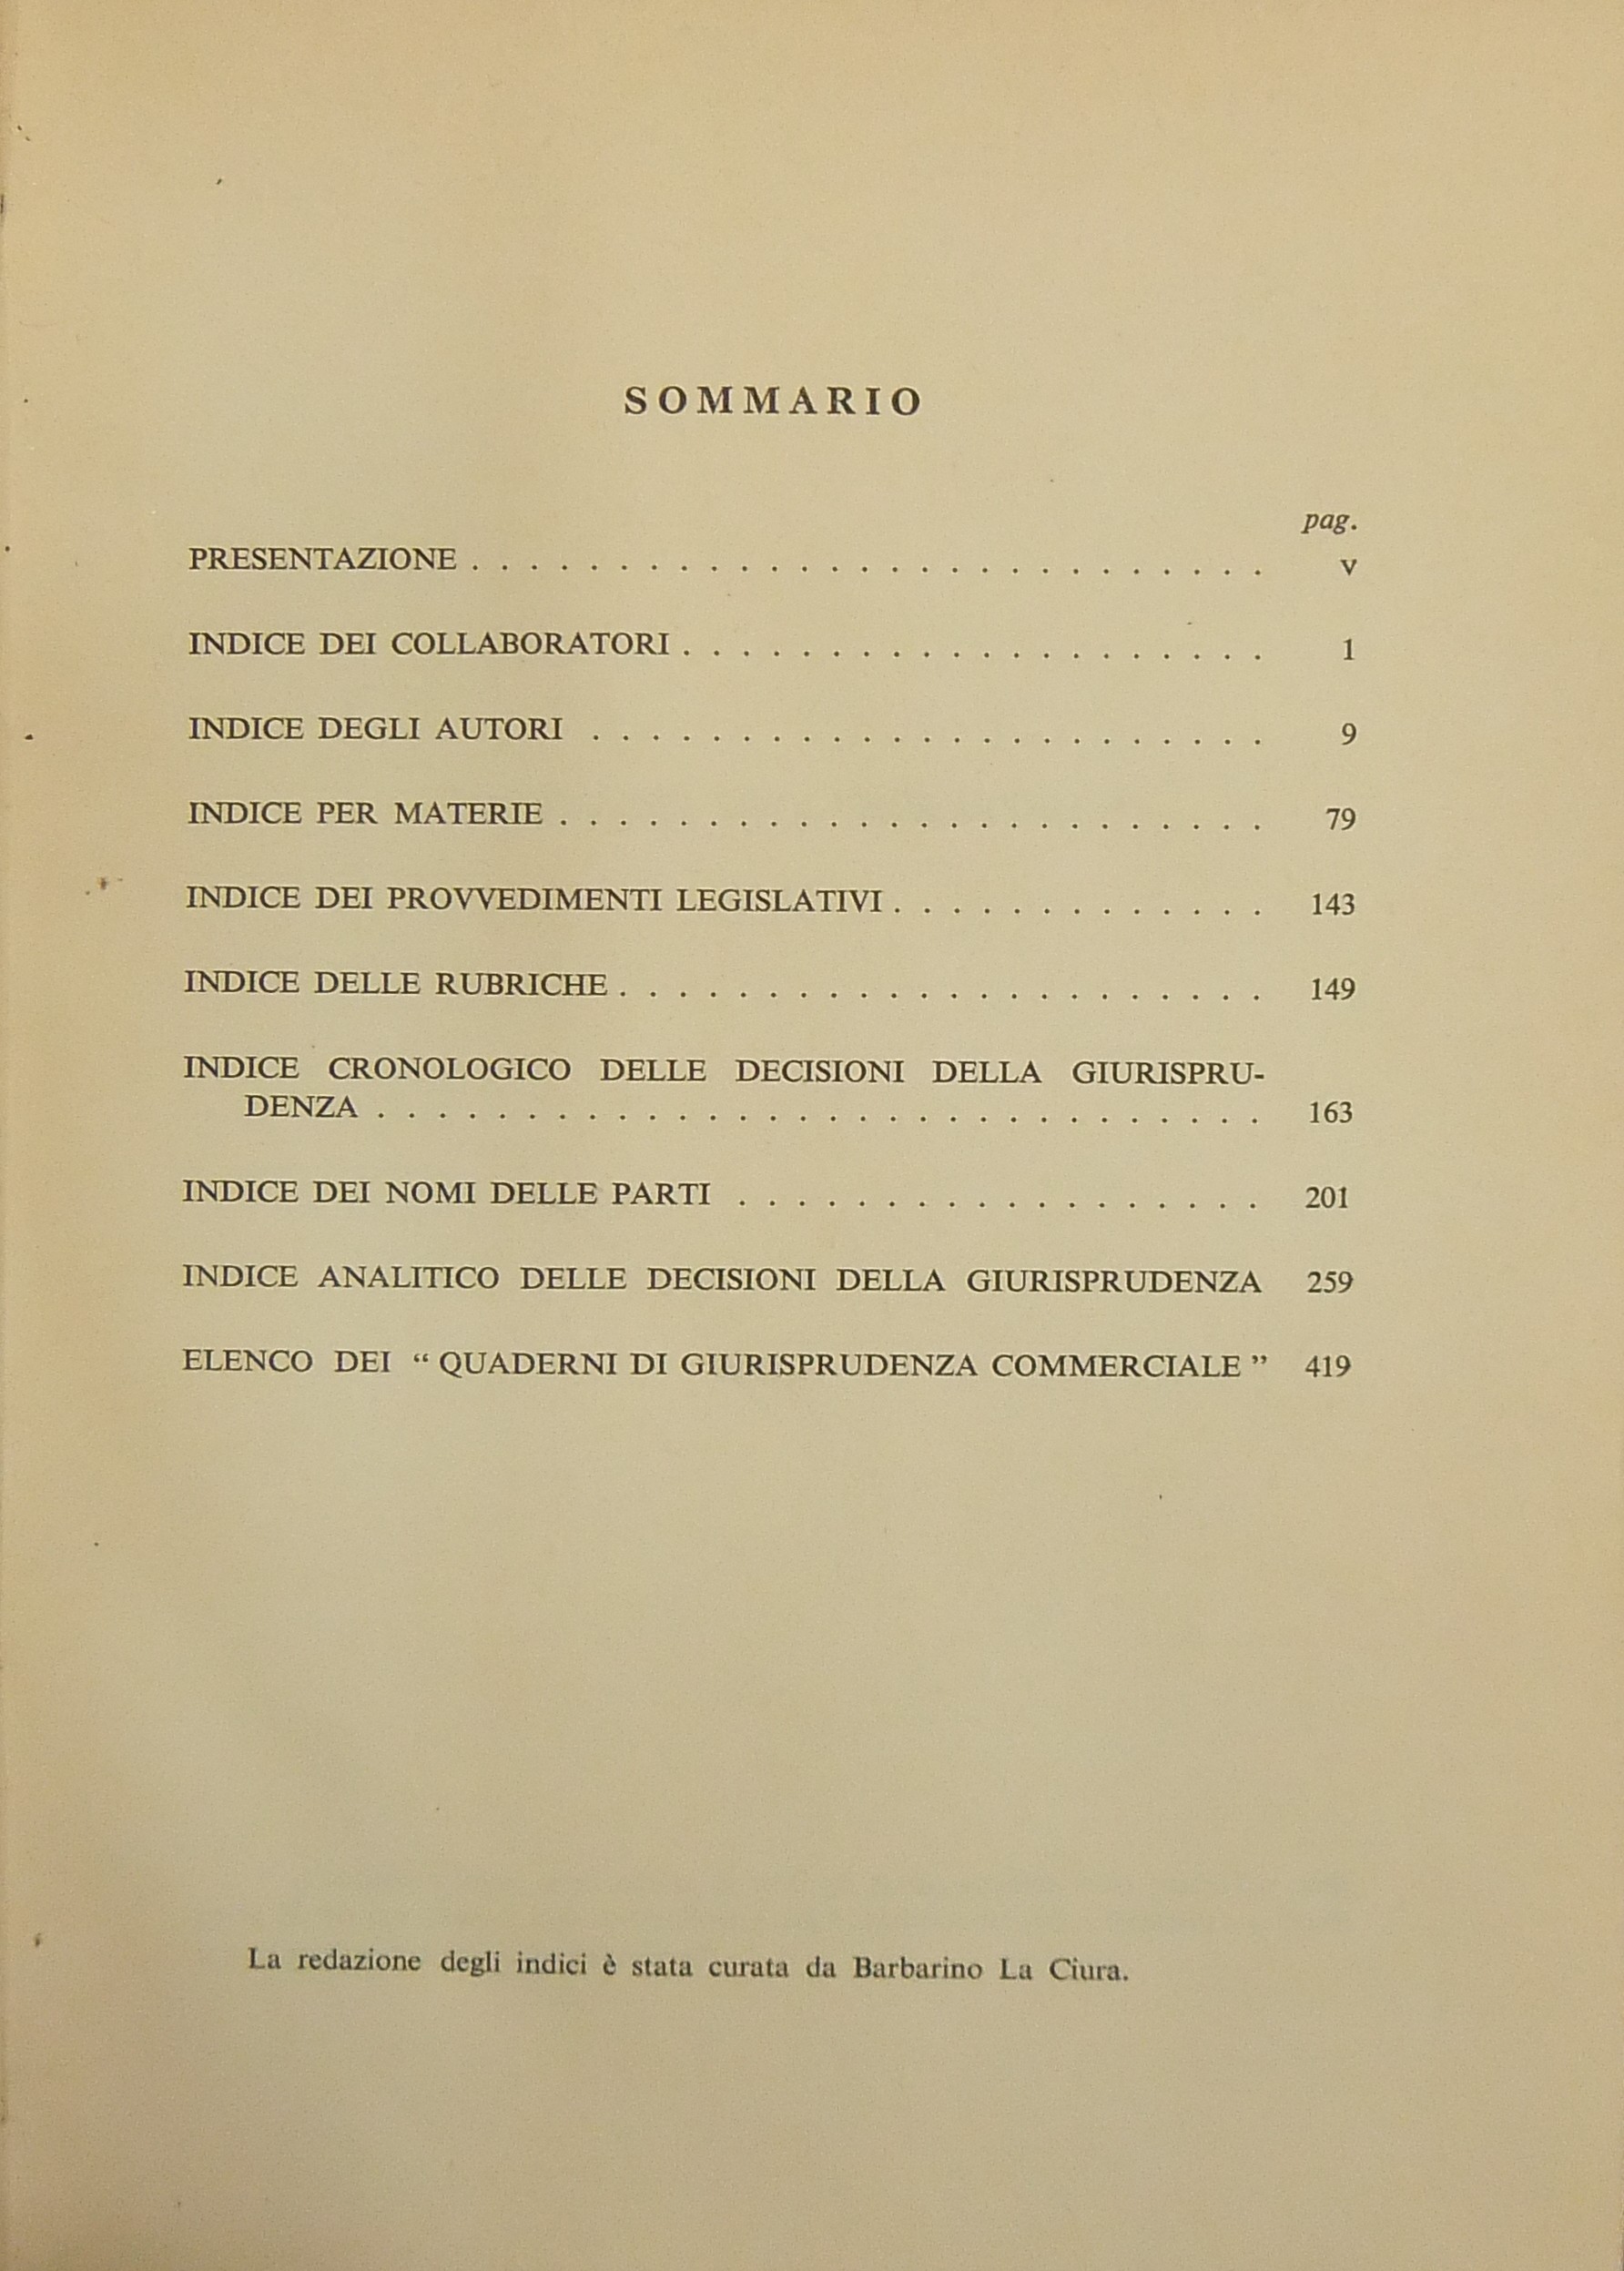 SOMMARIO
pag.
PRESENTAZIONE . . . . . . . . . . . . . . . . . . . . . . . . . . . v
INDICE DEI COLLABORATORI . . . . . . . . . . . . . . . . . . . . 1
INDICE DEGLI AUTORI . . . . . . . . . . . . . . . . . . . . . . . 9
INDICE PER MATERIE . . . . . . . . . . . . . . . . . . . . . . . . 79
INDICE DEI PROVVEDIMENTI LEGISLATIVI . . . . . . . . . . . . . 143
INDICE DELLE RUBRICHE . . . . . . . . . . . . . . . . . . . . . . 149
INDICE CRONOLOGICO DELLE DECISIONI DELLA GIURISPRU-
DENZA . . . . . . . . . . . . . . . . . . . . . . . . . . . . . . 163
INDICE DEI NOMI DELLE PARTI . . . . . . . . . . . . . . . . . . 201
INDICE ANALITICO DELLE DECISIONI DELLA GIURISPRUDENZA 259
ELENCO DEI “ QUADERNI DI GIURISPRUDENZA COMMERCIALE ” 419
La redazione degli indici è stata curata da Barbarino La Ciura.